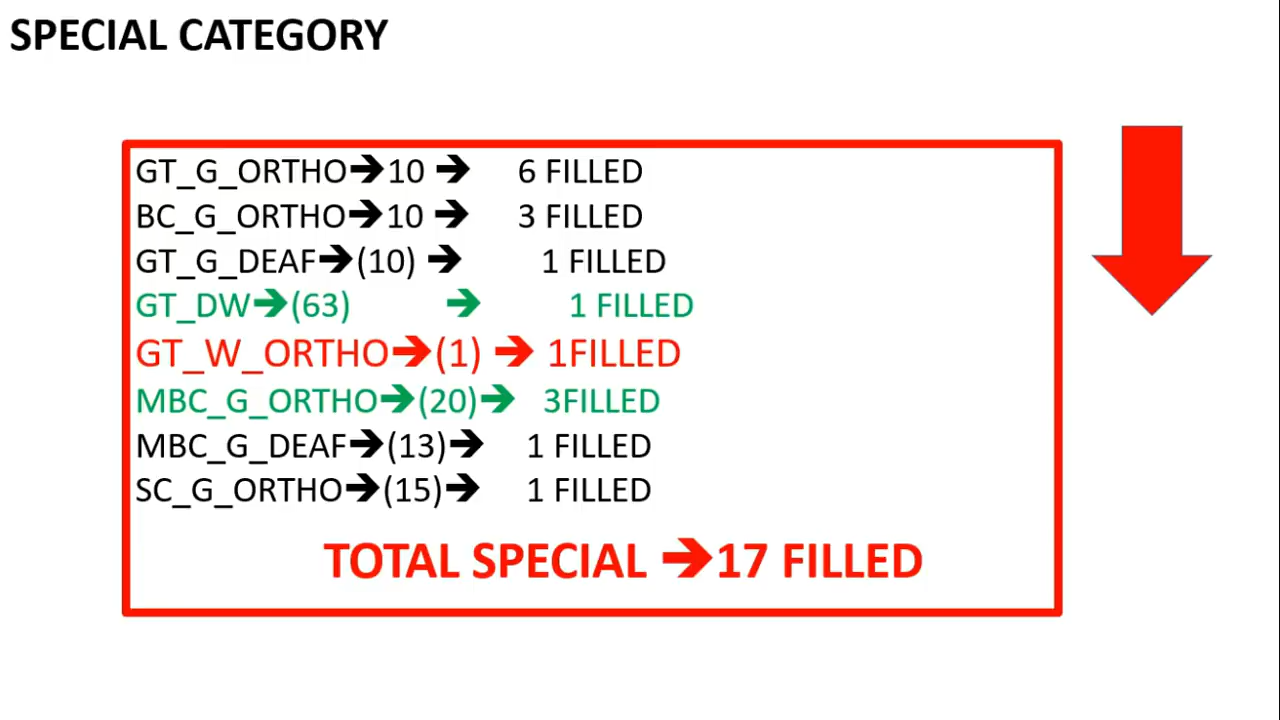 SPECIAL CATEGORY
GT_G_ORTHO➔10 ➔ 6 FILLED
BC_G_ORTHO➔10 ➔ 3 FILLED
GT_G_DEAF➔(10) ➔ 1 FILLED
GT_DW➔(63) ➔ 1 FILLED
GT_W_ORTHO➔(1) ➔ 1FILLED
MBC_G_ORTHO➔(20)➔ 3FILLED
MBC_G_DEAF➔(13)➔ 1 FILLED
SC_G_ORTHO➔(15)➔ 1 FILLED
TOTAL SPECIAL ➔17 FILLED